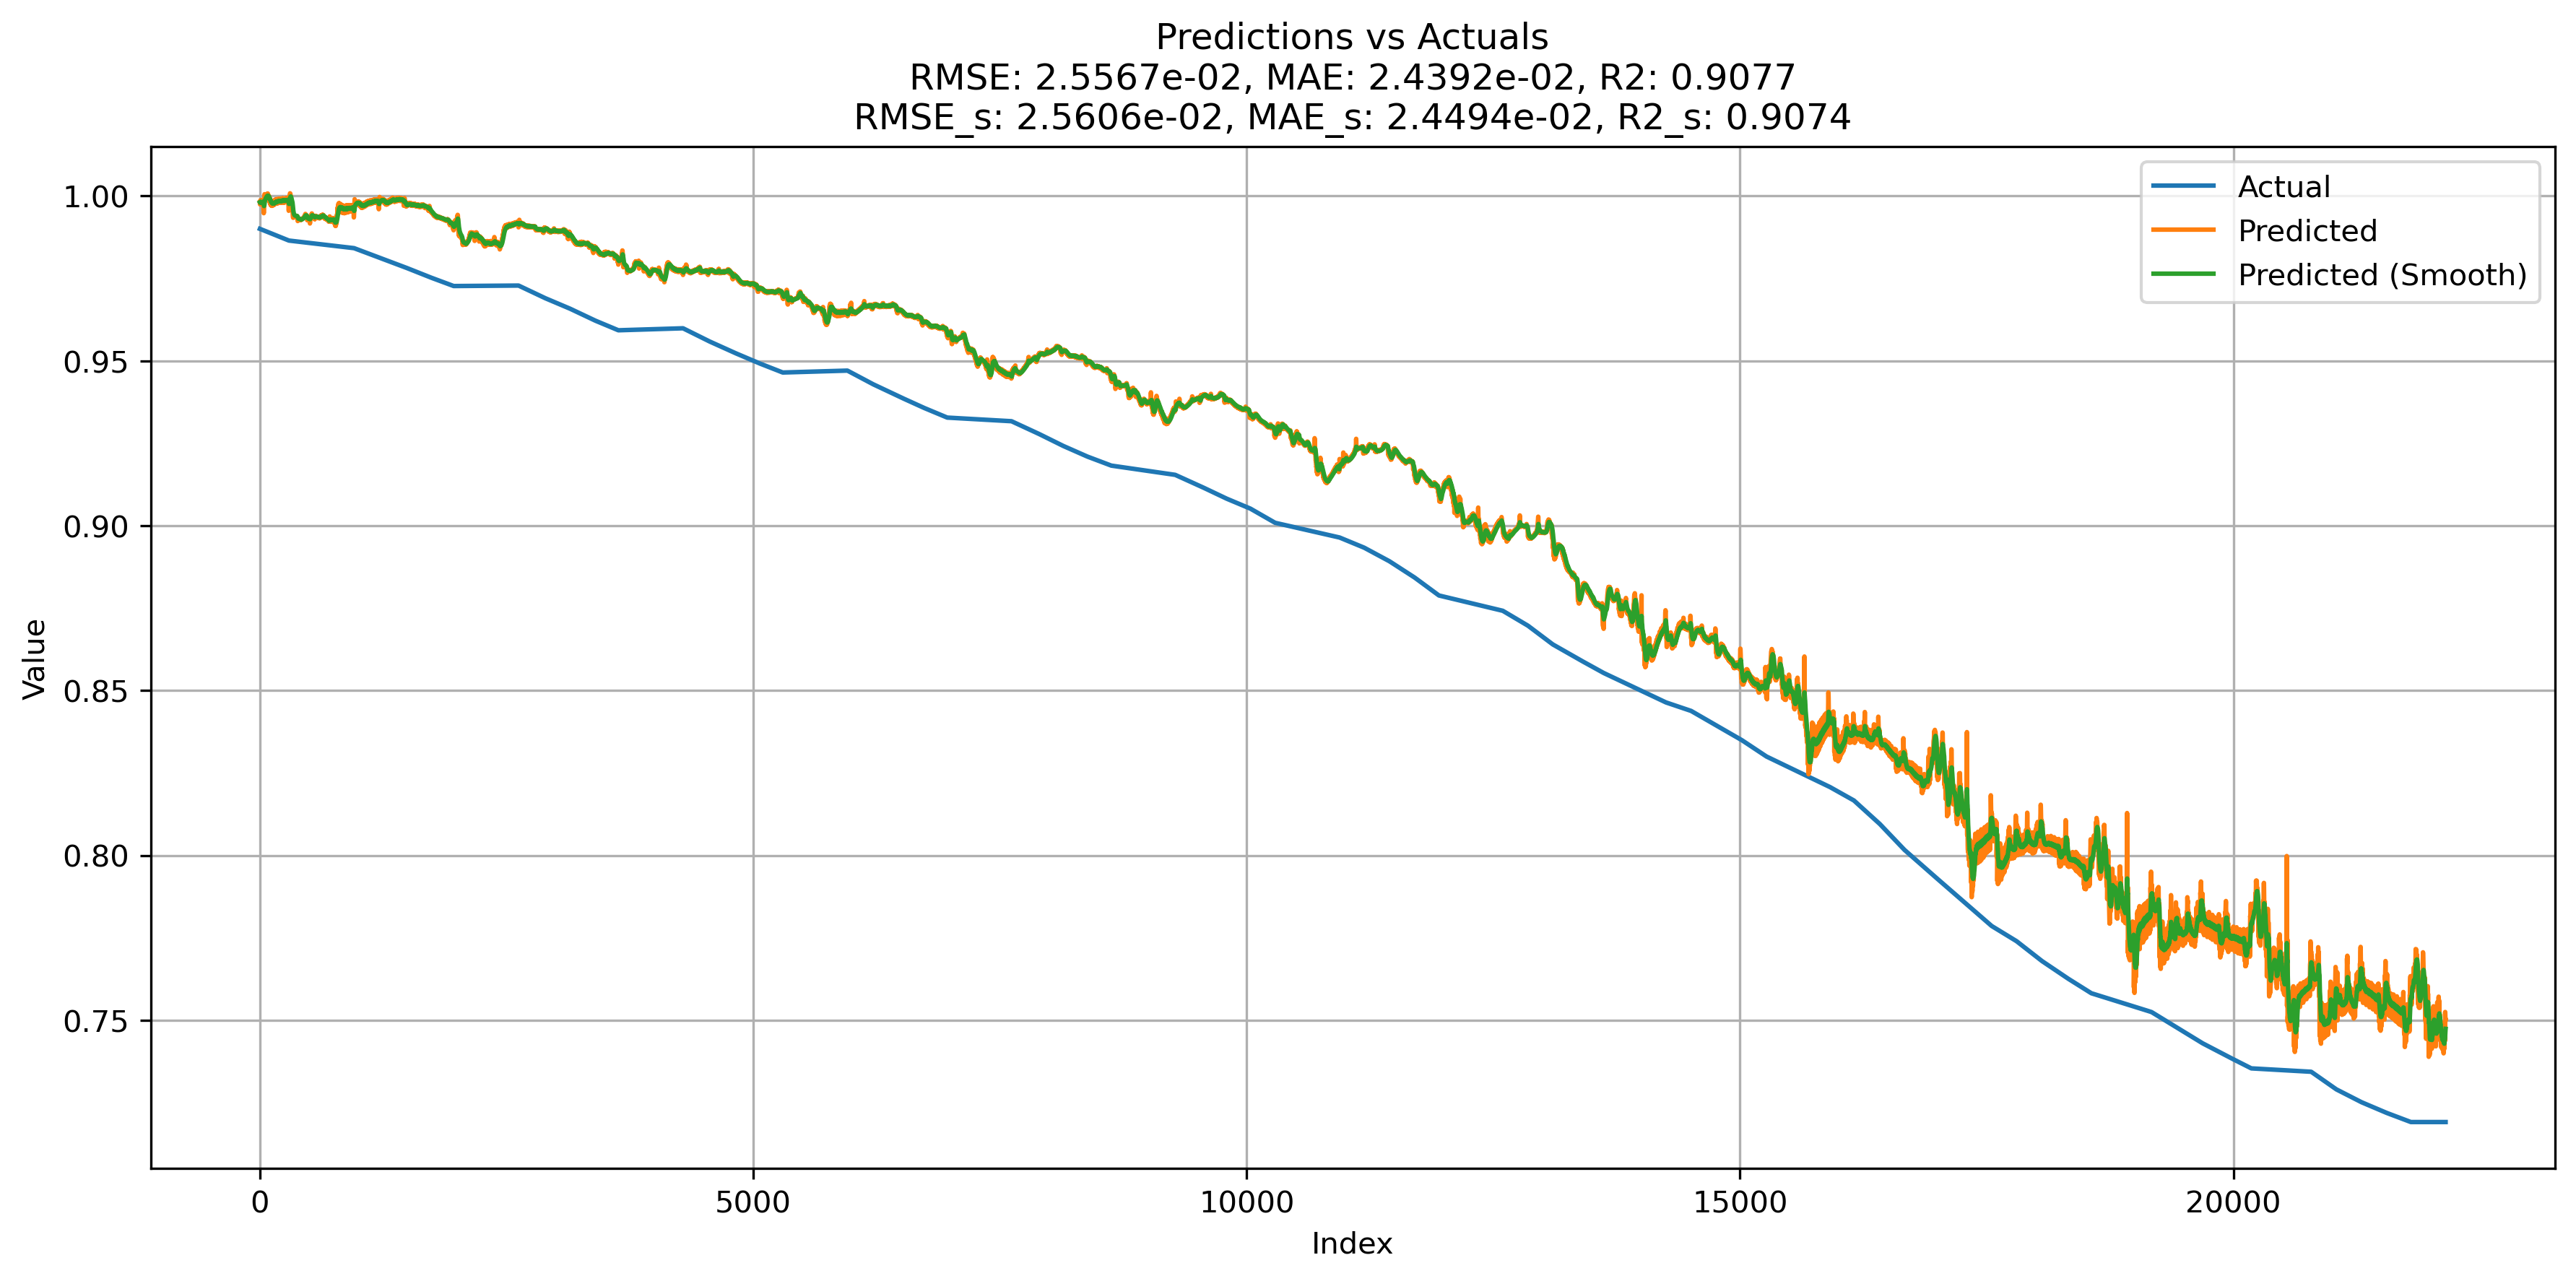 Predictions vs Actuals
RMSE: 2.5567e-02, MAE: 2.4392e-02, R2: 0.9077
RMSE_s: 2.5606e-02, MAE_s: 2.4494e-02, R2_s: 0.9074
Actual
Predicted
Predicted (Smooth)
Value
1.00
0.95
0.90
0.85
0.80
0.75
0 5000 10000 15000 20000
Index